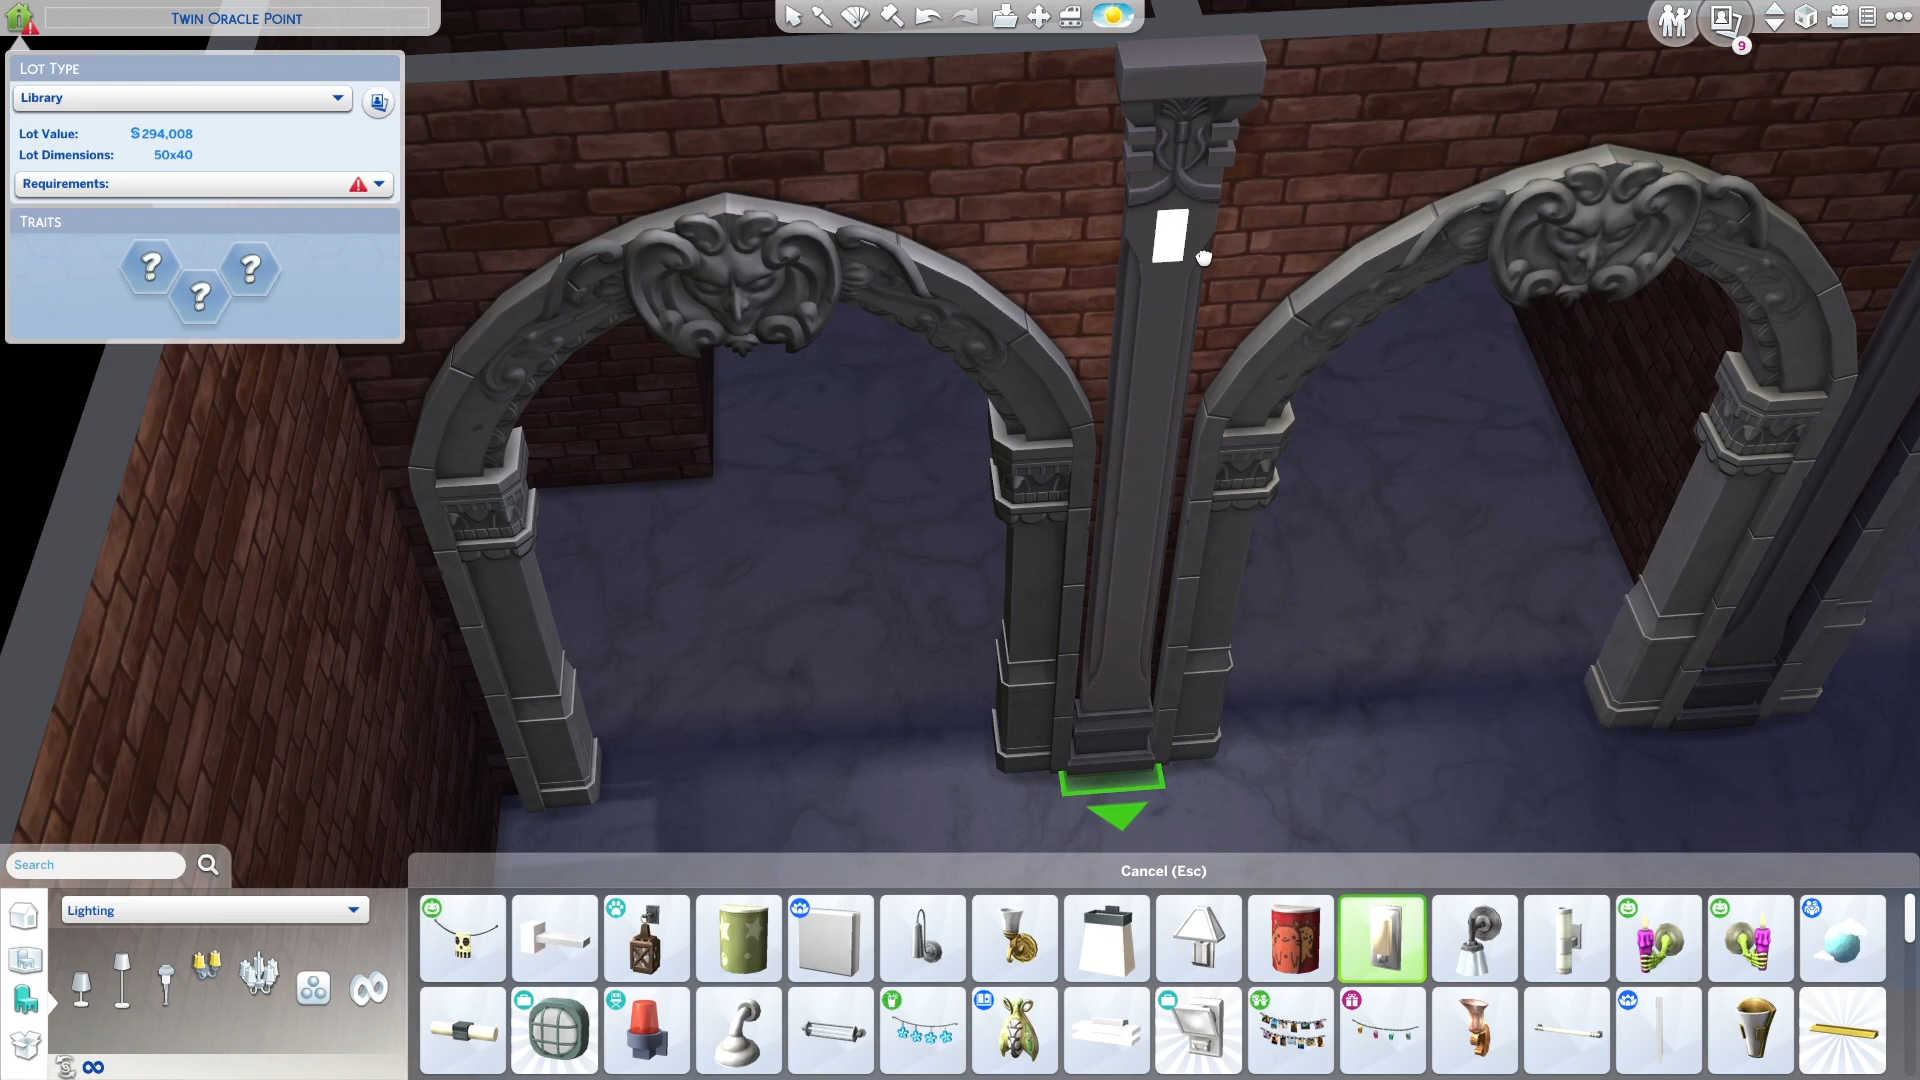 TWIN ORACLE POINT
9
LOT TYPE
Library
Lot Value: §294,008
Lot Dimensions: 50x40
Requirements:
TRAITS
? ? ?
Search
Cancel (Esc)
Lighting